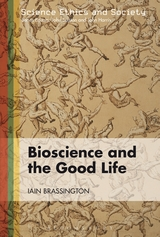 Science Ethics and Society
Bioscience and
the Good Life
IAIN BRASSINGTON